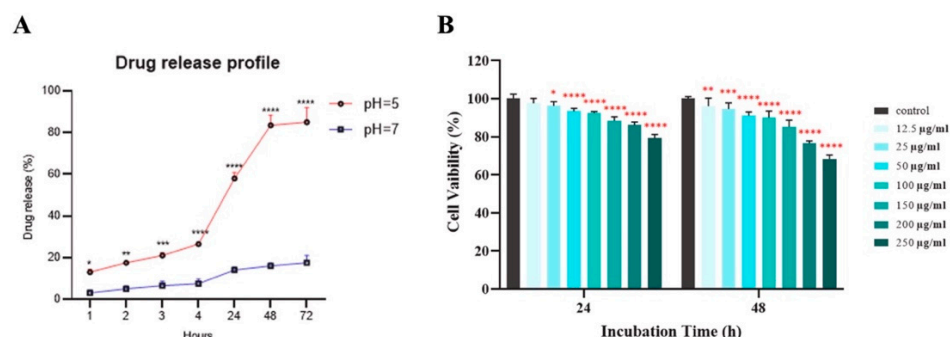 A
Drug release profile
Drug release (%)
100
80
60
40
20
0
*
**
***
****
****
****
****
1 2 3 4 24 48 72
Hours
pH=5
pH=7
B
Cell Vaibility (%)
120
100
80
60
40
20
0
* **** **** **** **** ****
** *** **** **** **** **** ****
24 48
Incubation Time (h)
control
12.5 µg/ml
25 µg/ml
50 µg/ml
100 µg/ml
150 µg/ml
200 µg/ml
250 µg/ml